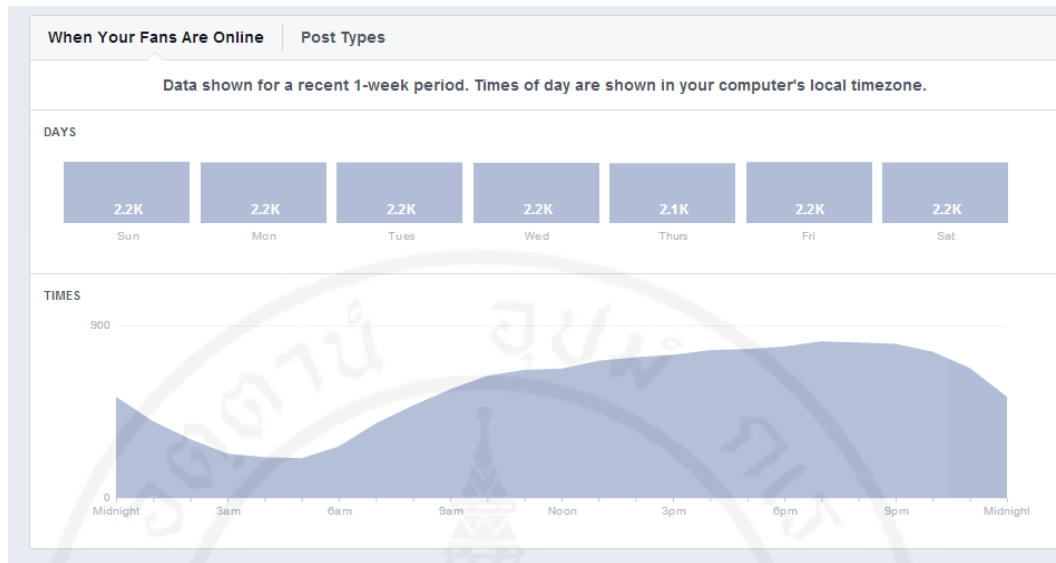 When Your Fans Are Online Post Types
Data shown for a recent 1-week period. Times of day are shown in your computer's local timezone.
DAYS
2.2K 2.2K 2.2K 2.2K 2.1K 2.2K 2.2K
Sun Mon Tues Wed Thurs Fri Sat
TIMES
900
0
Midnight 3am 6am 9am Noon 3pm 6pm 9pm Midnight